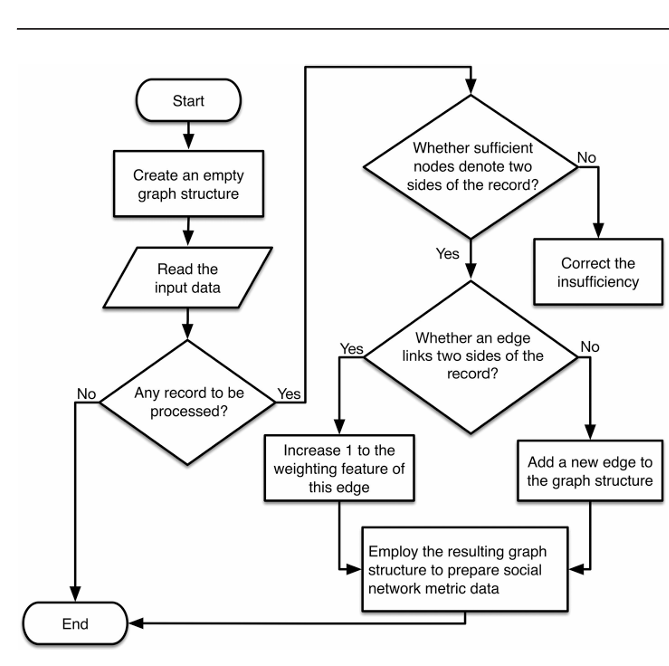 Start
Create an empty
graph structure
Read the
input data
Any record to be
processed?
No
Yes
Whether sufficient
nodes denote two
sides of the record?
No
Yes
Correct the
insufficiency
Whether an edge
links two sides of the
record?
Yes
No
Increase 1 to the
weighting feature of
this edge
Add a new edge to
the graph structure
Employ the resulting graph
structure to prepare social
network metric data
End